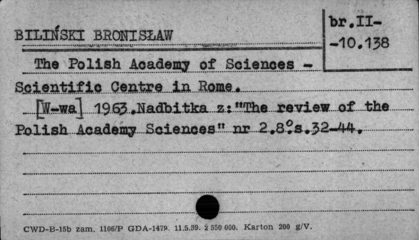 br.II-
BILIŃSKI BRONISŁAW
-10.138
The Polish Academy of Sciences -
Scientific Centre in Rome.
[W-wa] 1963.Nadbitka z:"The review of the
Polish Academy Sciences" nr 2.8⁰.s.32-44.
CWD-B-15b zam. 1106/P GDA-1479. 11.5.59. 2 550 000. Karton 200 g/V.